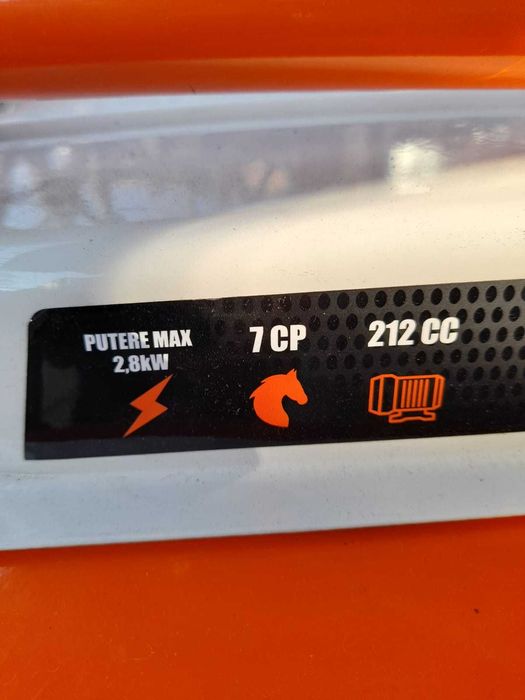 PUTERE MAX
2,8kW
7 CP
212 CC